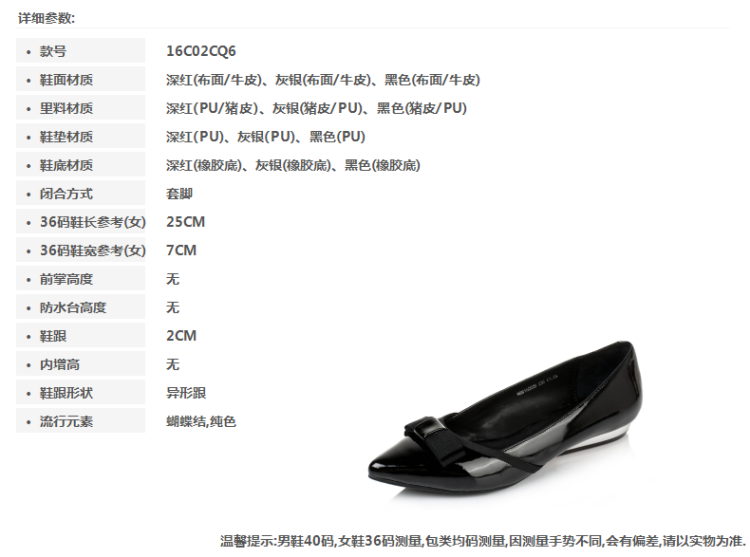 详细参数:
• 款号 16C02CQ6
• 鞋面材质 深红(布面/牛皮)、灰银(布面/牛皮)、黑色(布面/牛皮)
• 里料材质 深红(PU/猪皮)、灰银(猪皮/PU)、黑色(猪皮/PU)
• 鞋垫材质 深红(PU)、灰银(PU)、黑色(PU)
• 鞋底材质 深红(橡胶底)、灰银(橡胶底)、黑色(橡胶底)
• 闭合方式 套脚
• 36码鞋长参考(女) 25CM
• 36码鞋宽参考(女) 7CM
• 前掌高度 无
• 防水台高度 无
• 鞋跟 2CM
• 内增高 无
• 鞋跟形状 异形跟
• 流行元素 蝴蝶结,纯色
温馨提示:男鞋40码,女鞋36码测量,包类均码测量,因测量手势不同,会有偏差,请以实物为准.